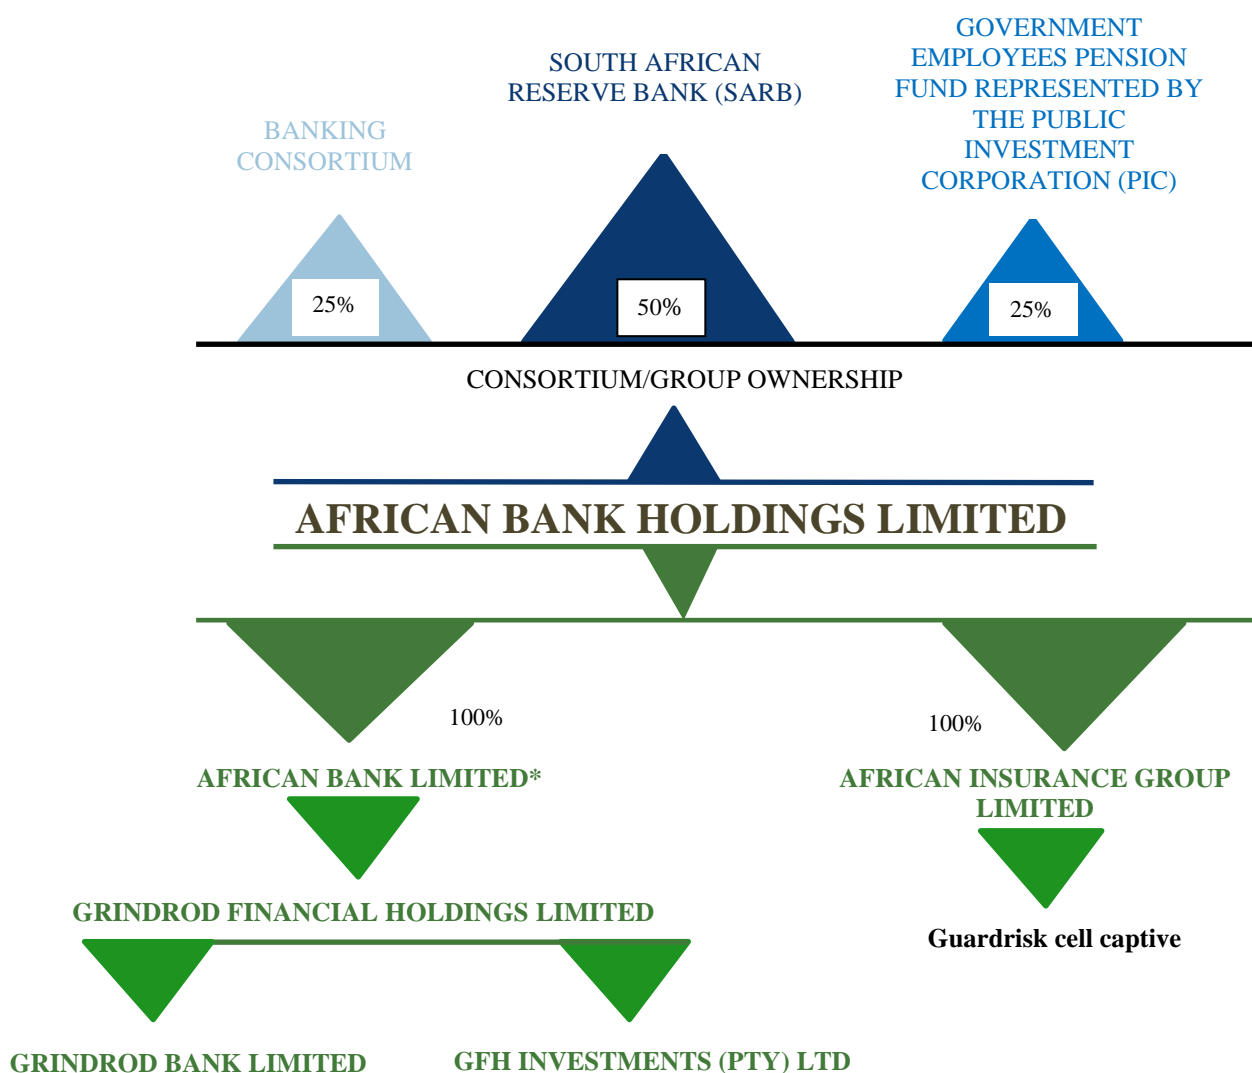 BANKING
CONSORTIUM
SOUTH AFRICAN
RESERVE BANK (SARB)
GOVERNMENT
EMPLOYEES PENSION
FUND REPRESENTED BY
THE PUBLIC
INVESTMENT
CORPORATION (PIC)
25%
50%
25%
CONSORTIUM/GROUP OWNERSHIP
AFRICAN BANK HOLDINGS LIMITED
100%
100%
AFRICAN BANK LIMITED*
AFRICAN INSURANCE GROUP
LIMITED
GRINDROD FINANCIAL HOLDINGS LIMITED
Guardrisk cell captive
GRINDROD BANK LIMITED
GFH INVESTMENTS (PTY) LTD